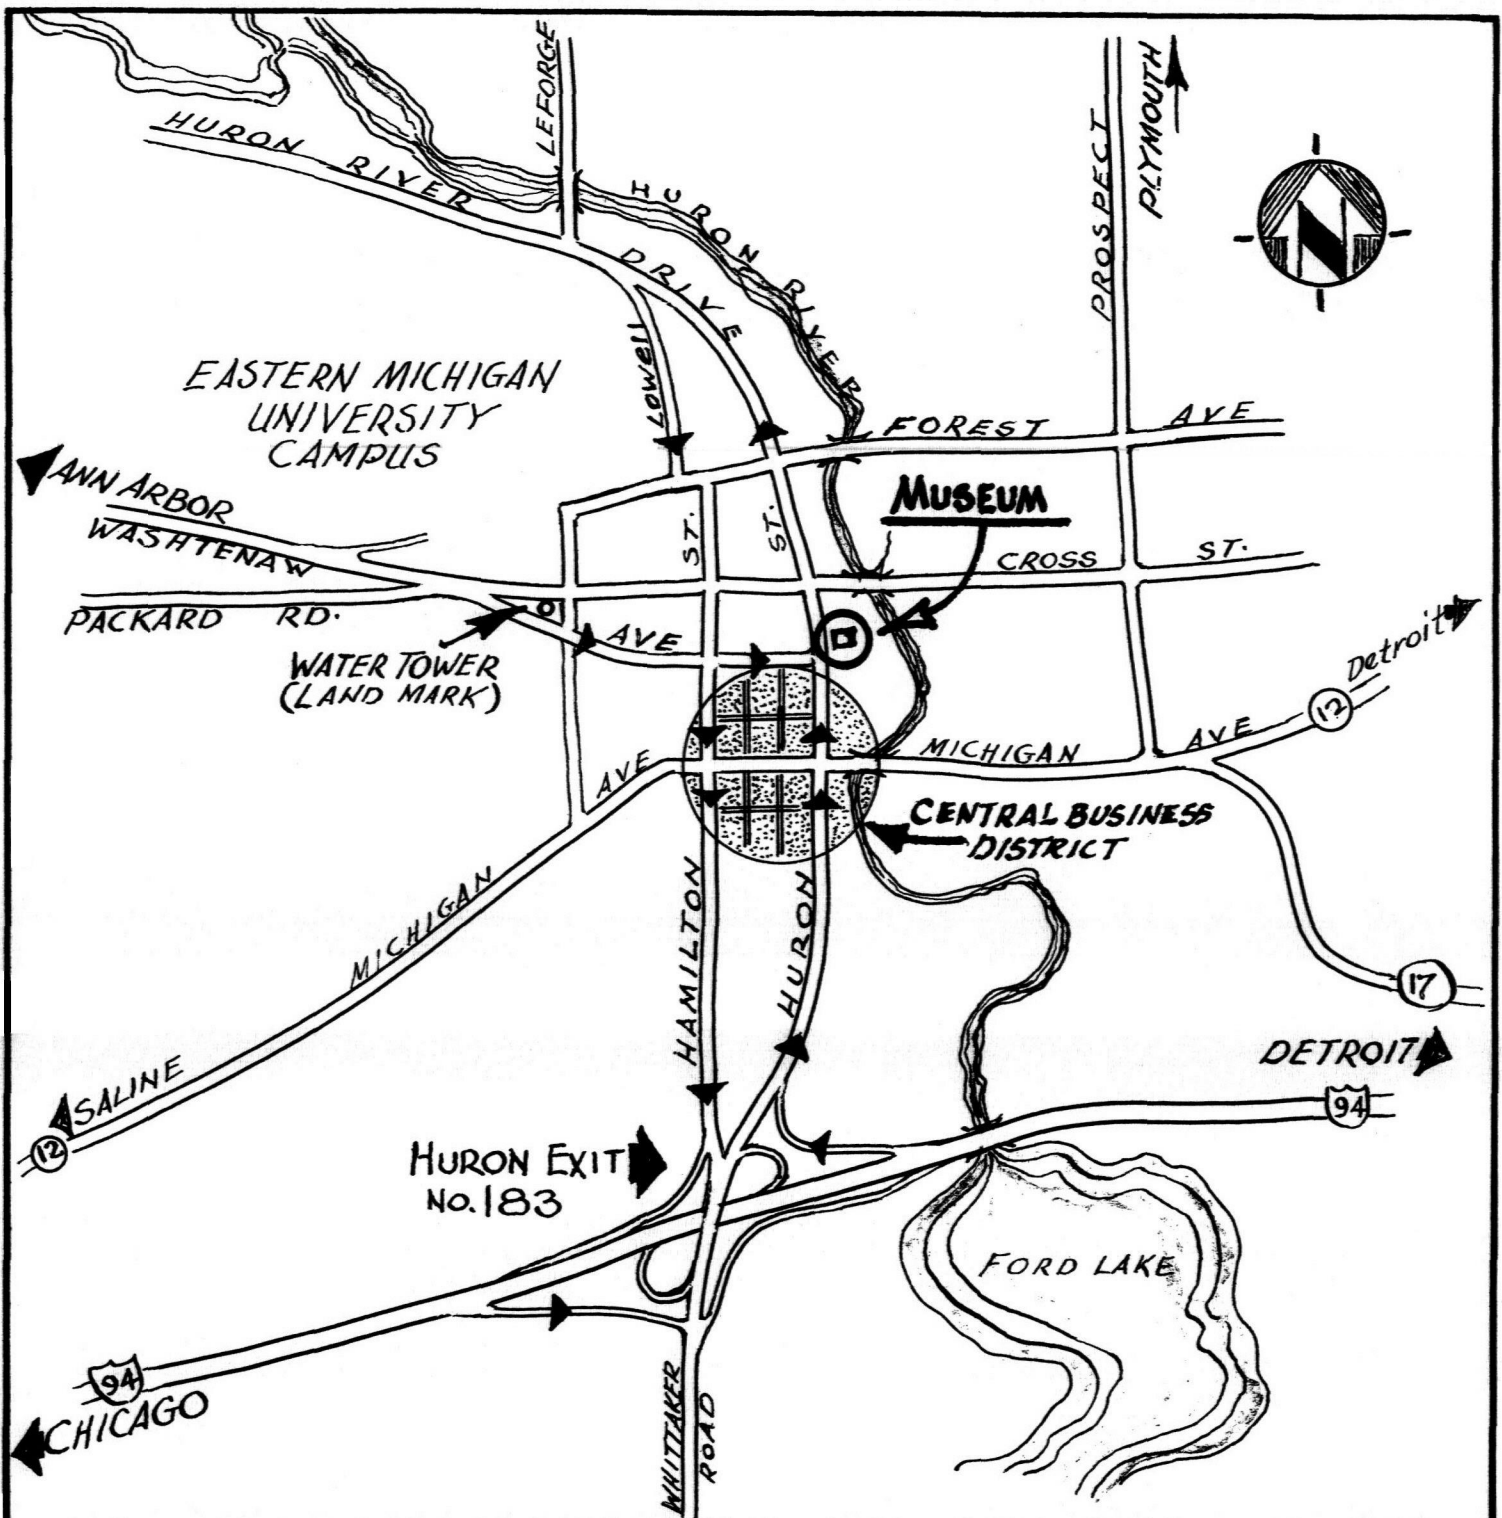 LEFORGE
PLYMOUTH
HURON RIVER DRIVE
HURON RIVER
PROSPECT
N
LOWEll
EASTERN MICHIGAN
UNIVERSITY
CAMPUS
FOREST AVE
ANN ARBOR
WASHTENAW AVE
MUSEUM
ST.
ST.
CROSS ST.
PACKARD RD.
WATER TOWER
(LAND MARK)
Detroit
12
MICHIGAN AVE
AVE
CENTRAL BUSINESS
DISTRICT
MICHIGAN
HAMILTON
HURON
17
DETROIT
SALINE
12
94
HURON EXIT
NO. 183
FORD LAKE
94
CHICAGO
WHITTAKER
ROAD